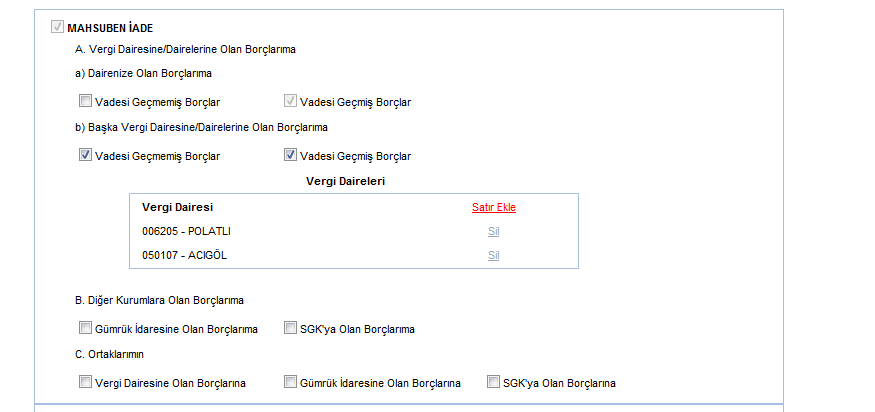 MAHSUBEN İADE
A. Vergi Dairesine/Dairelerine Olan Borçlarıma
a) Dairenize Olan Borçlarıma
Vadesi Geçmemiş Borçlar Vadesi Geçmiş Borçlar
b) Başka Vergi Dairesine/Dairelerine Olan Borçlarıma
Vadesi Geçmemiş Borçlar Vadesi Geçmiş Borçlar
Vergi Daireleri
Vergi Dairesi Satır Ekle
006205 - POLATLI Sil
050107 - ACIGÖL Sil
B. Diğer Kurumlara Olan Borçlarıma
Gümrük İdaresine Olan Borçlarıma SGK'ya Olan Borçlarıma
C. Ortaklarımın
Vergi Dairesine Olan Borçlarına Gümrük İdaresine Olan Borçlarına SGK'ya Olan Borçlarına